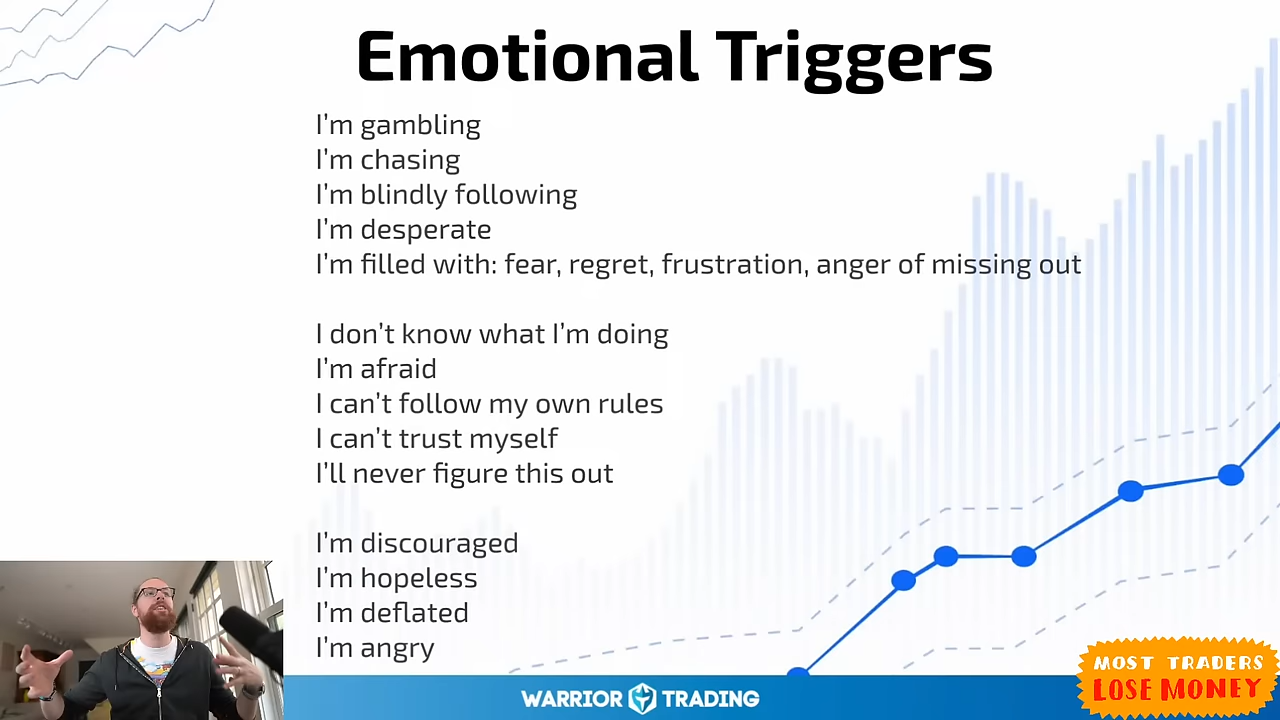 Emotional Triggers
I'm gambling
I'm chasing
I'm blindly following
I'm desperate
I'm filled with: fear, regret, frustration, anger of missing out
I don't know what I'm doing
I'm afraid
I can't follow my own rules
I can't trust myself
I'll never figure this out
I'm discouraged
I'm hopeless
I'm deflated
I'm angry
WARRIOR TRADING
MOST TRADERS
LOSE MONEY